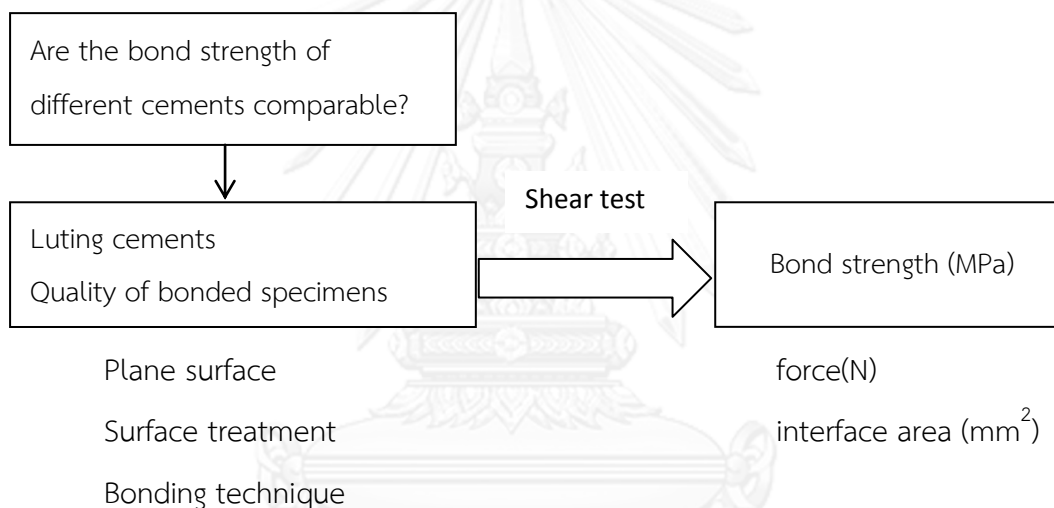 Are the bond strength of
different cements comparable?
Shear test
Luting cements
Quality of bonded specimens
Bond strength (MPa)
Plane surface
Surface treatment
Bonding technique
force(N)
interface area (mm²)